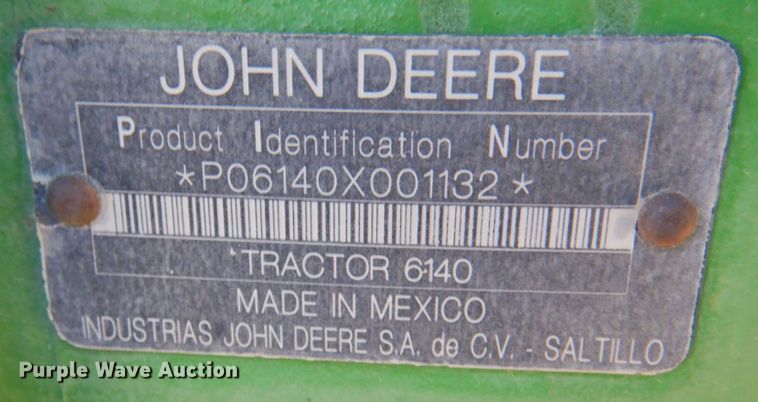 JOHN DEERE
Product Identification Number
*P06140X001132*
TRACTOR 6140
MADE IN MEXICO
INDUSTRIAS JOHN DEERE S.A. de C.V. - SALTILLO
Purple Wave Auction